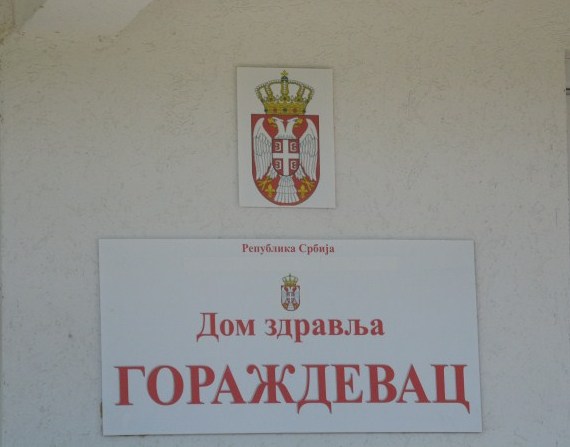 Република Србија
Дом здравља
ГОРАЖДЕВАЦ